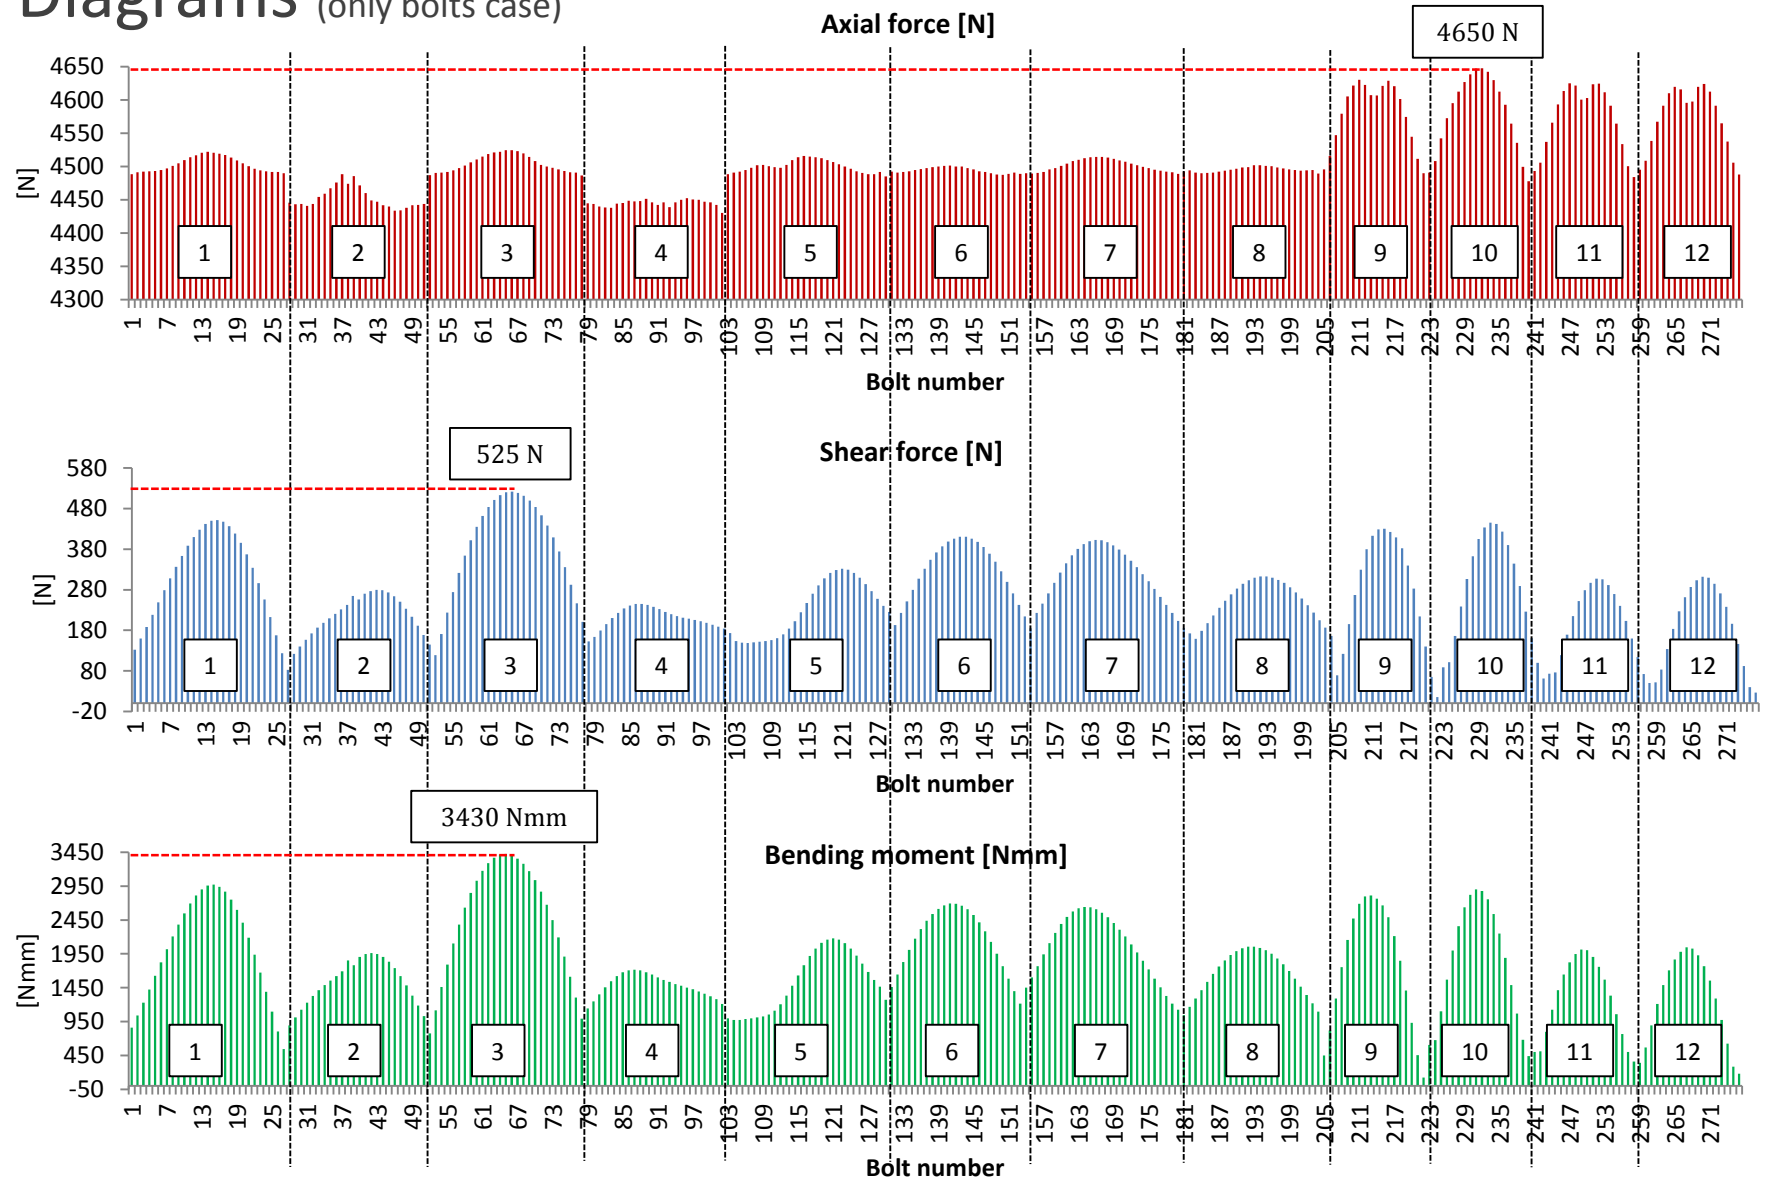 Diagrams (only bolts case)
Axial force [N]
4650 N
[N]
4650
4600
4550
4500
4450
4400
4350
4300
1 2 3 4 5 6 7 8 9 10 11 12
1 7 13 19 25 31 37 43 49 55 61 67 73 79 85 91 97 103 109 115 121 127 133 139 145 151 157 163 169 175 181 187 193 199 205 211 217 223 229 235 241 247 253 259 265 271
Bolt number
525 N
Shear force [N]
[N]
580
480
380
280
180
80
-20
1 2 3 4 5 6 7 8 9 10 11 12
1 7 13 19 25 31 37 43 49 55 61 67 73 79 85 91 97 103 109 115 121 127 133 139 145 151 157 163 169 175 181 187 193 199 205 211 217 223 229 235 241 247 253 259 265 271
Bolt number
3430 Nmm
Bending moment [Nmm]
[Nmm]
3450
2950
2450
1950
1450
950
450
-50
1 2 3 4 5 6 7 8 9 10 11 12
1 7 13 19 25 31 37 43 49 55 61 67 73 79 85 91 97 103 109 115 121 127 133 139 145 151 157 163 169 175 181 187 193 199 205 211 217 223 229 235 241 247 253 259 265 271
Bolt number